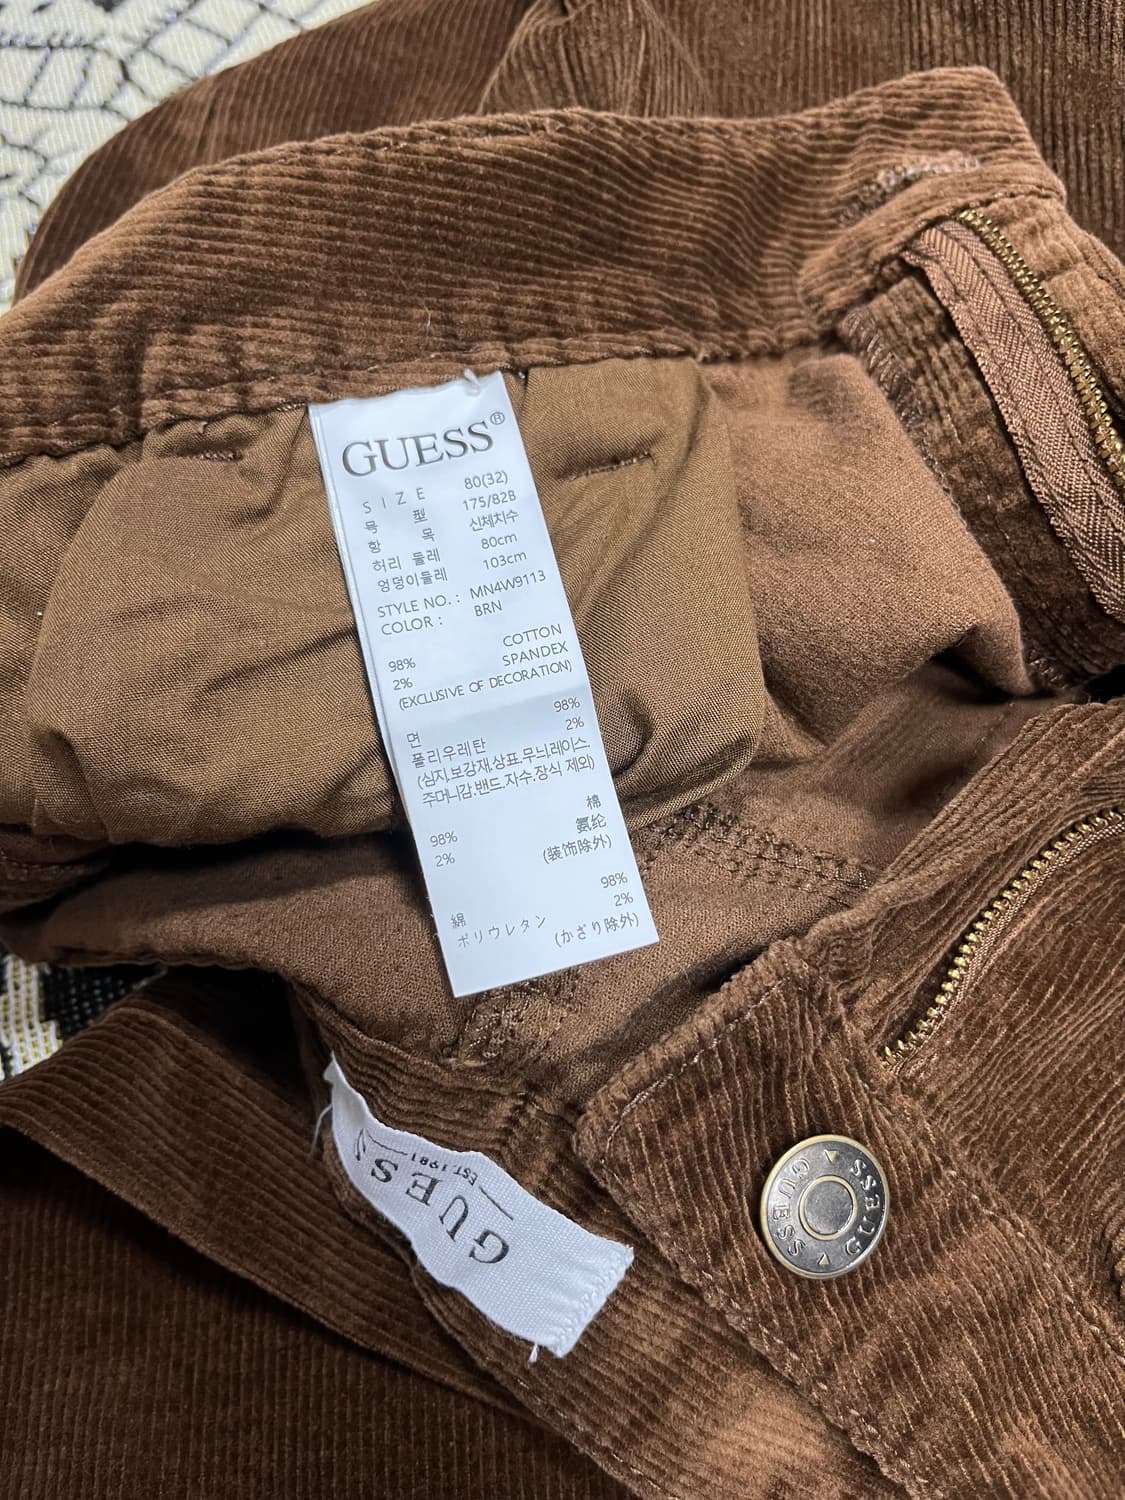 GUESS®
SIZE 80(32)
号 型 175/82B
항 목 신체치수
허리 둘레 80cm
엉덩이둘레 103cm
STYLE NO. : MN4W9113
COLOR : BRN
98% COTTON
2% SPANDEX
(EXCLUSIVE OF DECORATION)
면 98%
폴리우레탄 2%
(심지,보강재,상표,무늬,레이스,
주머니감,밴드,자수,장식 제외)
98% 棉
2% 氨纶
(装饰除外)
綿 98%
ポリウレタン 2%
(かざり除外)
GUESS
EST. 1981
GUESS GUESS